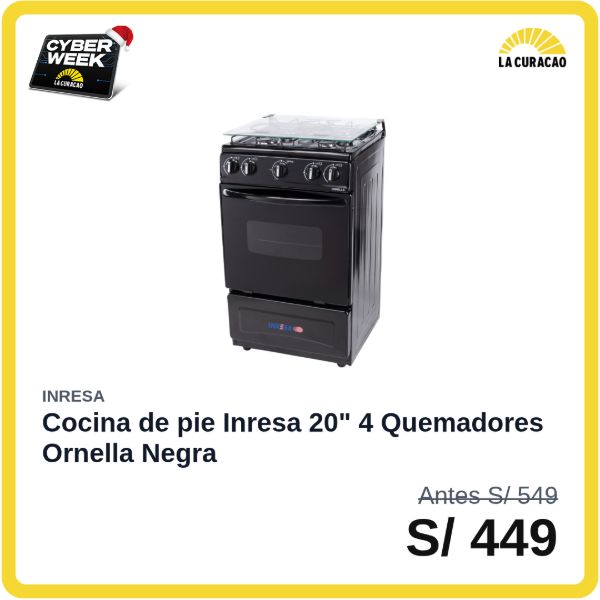 CYBER
WEEK
LA CURACAO
LA CURACAO
INRESA
INRESA
Cocina de pie Inresa 20" 4 Quemadores
Ornella Negra
Antes S/ 549
S/ 449